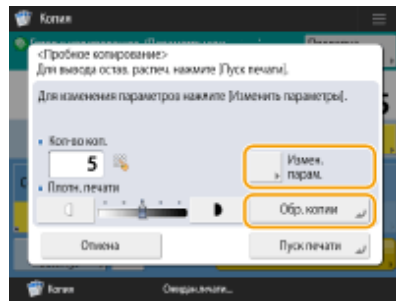 Копия
<Пробное копирование>
Для вывода остав. распеч. нажмите [Пуск печати].
Для изменения параметров нажмите [Изменить параметры].
Кол-во коп.
5
Измен.
парам.
Плотн. печати
Обр. копии
Отмена
Пуск печати
Копия
Ожидан. печати...